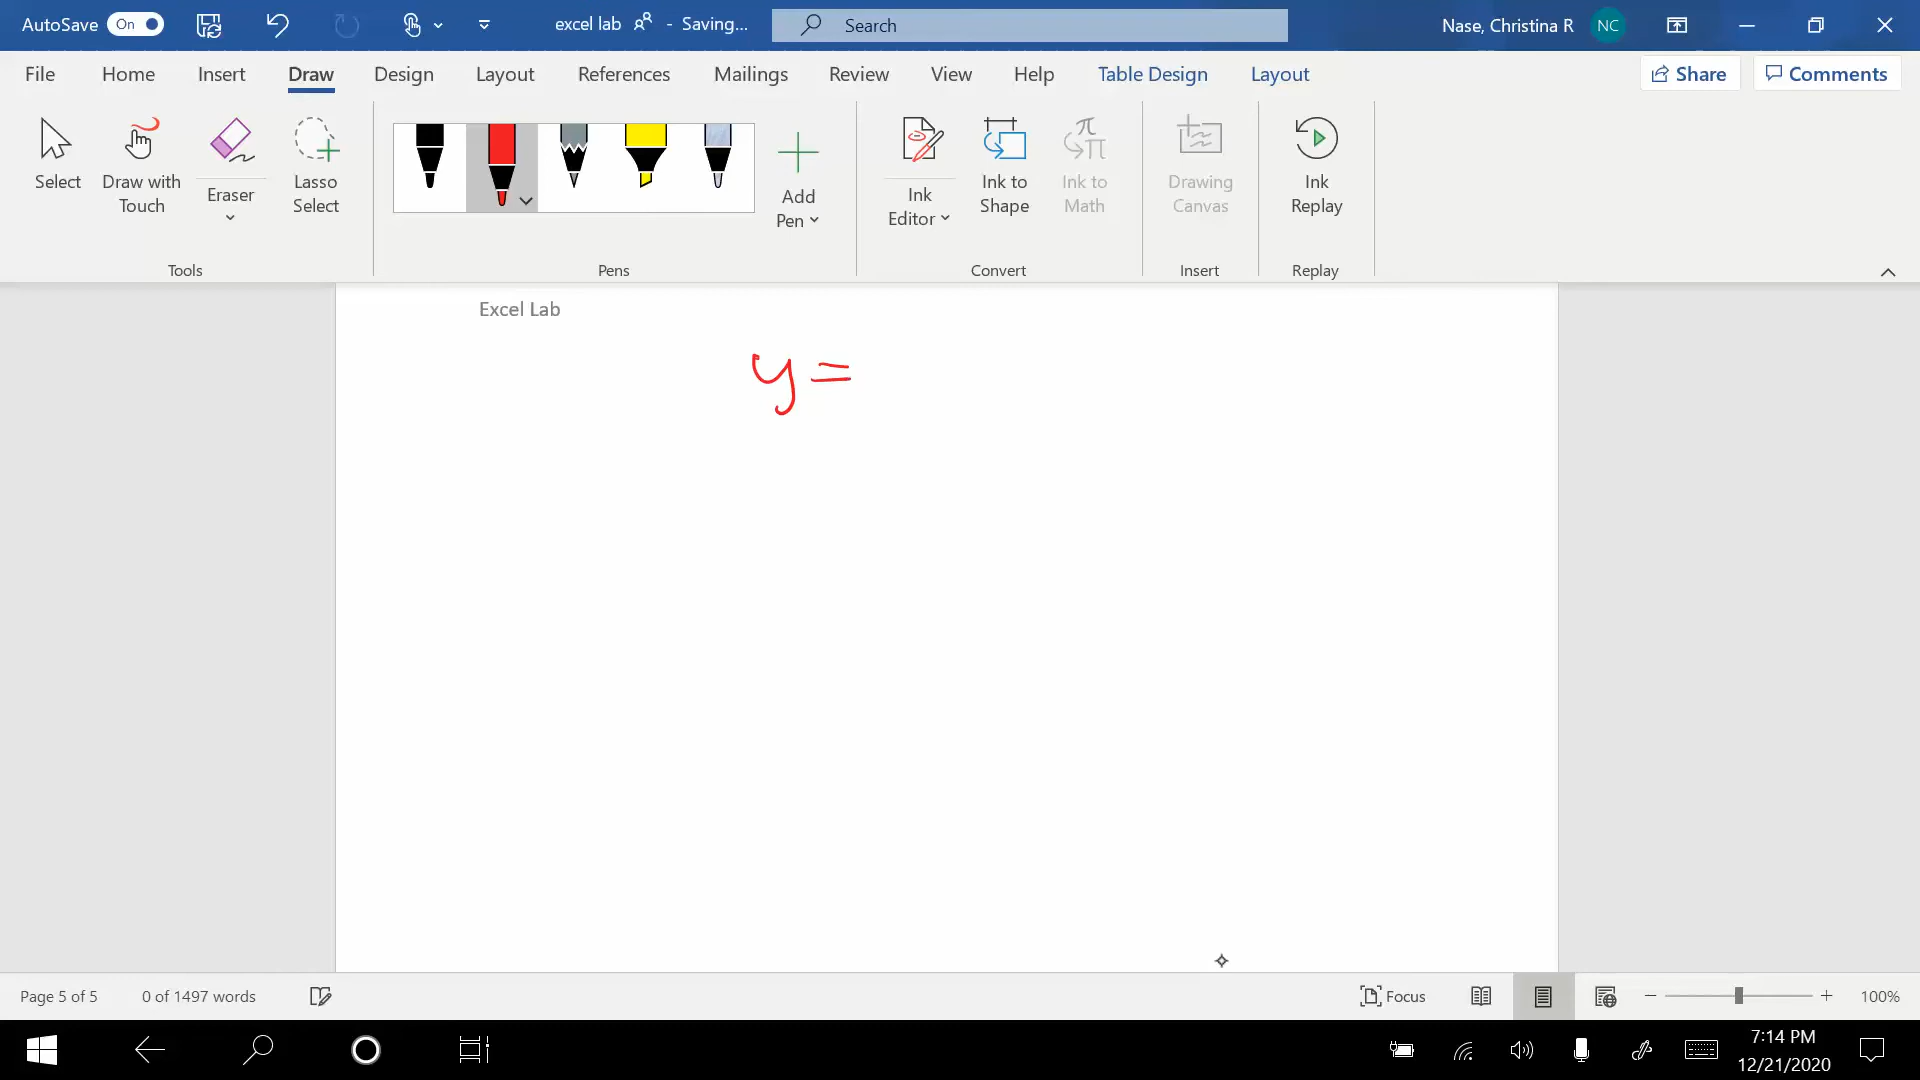 AutoSave On excel lab - Saving... Search Nase, Christina R NC
File Home Insert Draw Design Layout References Mailings Review View Help Table Design Layout Share Comments
Select Draw with Touch Eraser Lasso Select Add Pen Ink Editor Ink to Shape Ink to Math Drawing Canvas Ink Replay
Tools Pens Convert Insert Replay
Excel Lab
y=
Page 5 of 5 0 of 1497 words Focus 100%
7:14 PM
12/21/2020